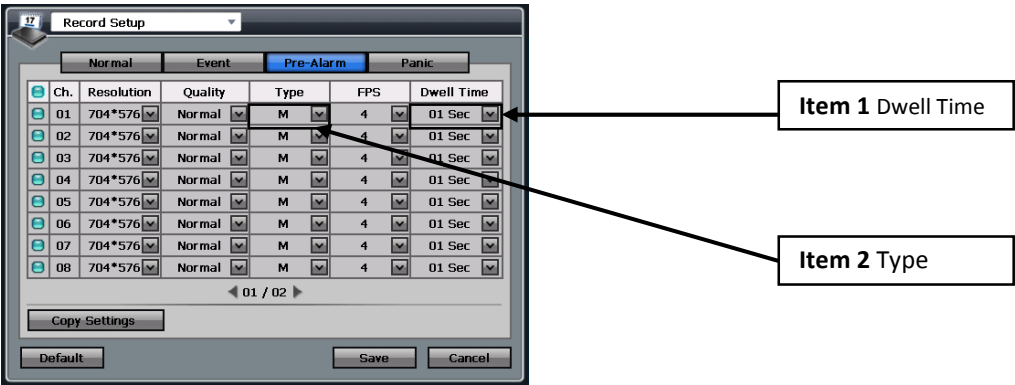 17 Record Setup
Normal Event Pre-Alarm Panic
Ch. Resolution Quality Type FPS Dwell Time
01 704*576 Normal M 4 01 Sec
02 704*576 Normal M 4 01 Sec
03 704*576 Normal M 4 01 Sec
04 704*576 Normal M 4 01 Sec
05 704*576 Normal M 4 01 Sec
06 704*576 Normal M 4 01 Sec
07 704*576 Normal M 4 01 Sec
08 704*576 Normal M 4 01 Sec
01 / 02
Copy Settings
Default Save Cancel
Item 1 Dwell Time
Item 2 Type